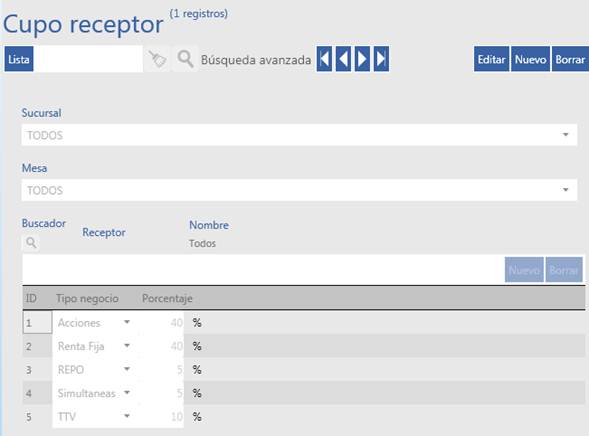 Cupo receptor (1 registros)
Lista Búsqueda avanzada Editar Nuevo Borrar
Sucursal
TODOS
Mesa
TODOS
Buscador Receptor Nombre
Todos
Nuevo Borrar
ID Tipo negocio Porcentaje
1 Acciones 40 %
2 Renta Fija 40 %
3 REPO 5 %
4 Simultaneas 5 %
5 TTV 10 %